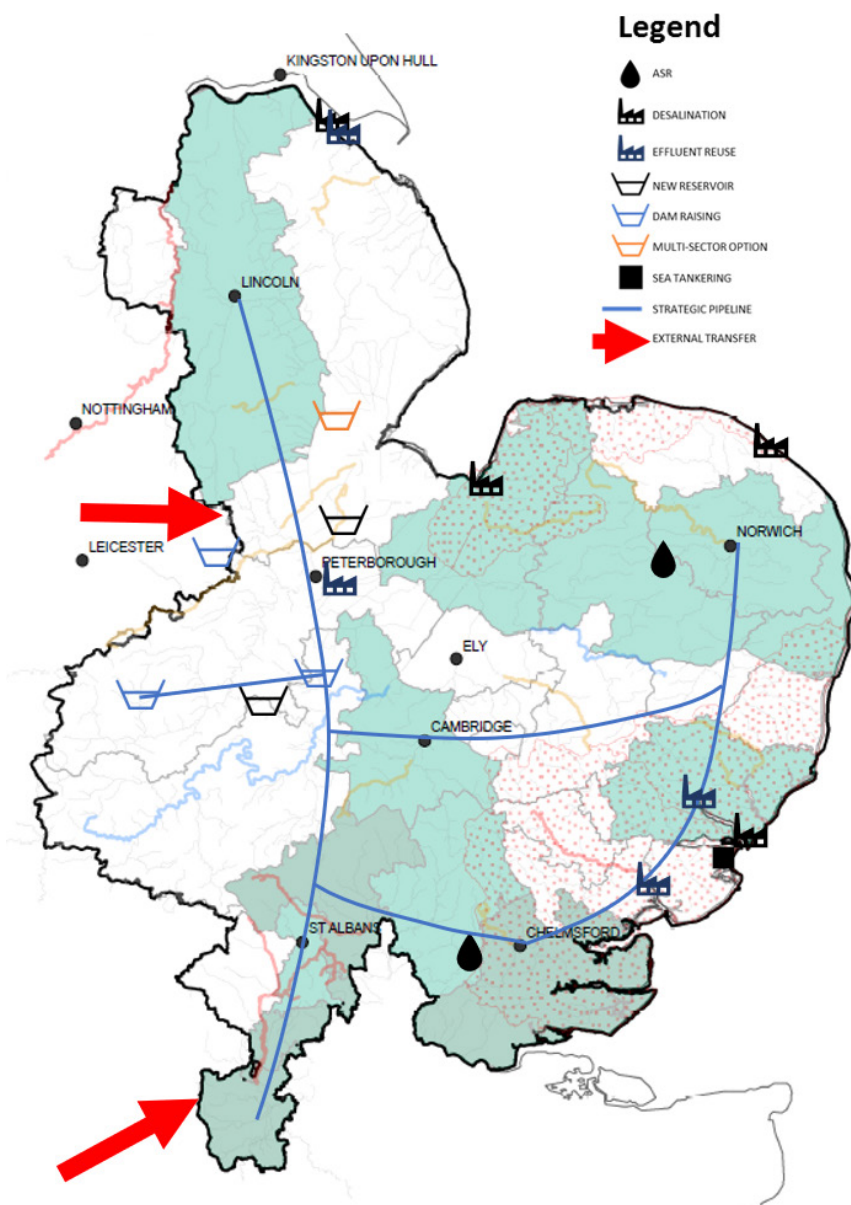 Legend
KINGSTON UPON HULL
ASR
DESALINATION
EFFLUENT REUSE
NEW RESERVOIR
DAM RAISING
MULTI-SECTOR OPTION
SEA TANKERING
STRATEGIC PIPELINE
EXTERNAL TRANSFER
LINCOLN
NOTTINGHAM
NORWICH
LEICESTER
PETERBOROUGH
ELY
CAMBRIDGE
ST ALBANS
CHELMSFORD